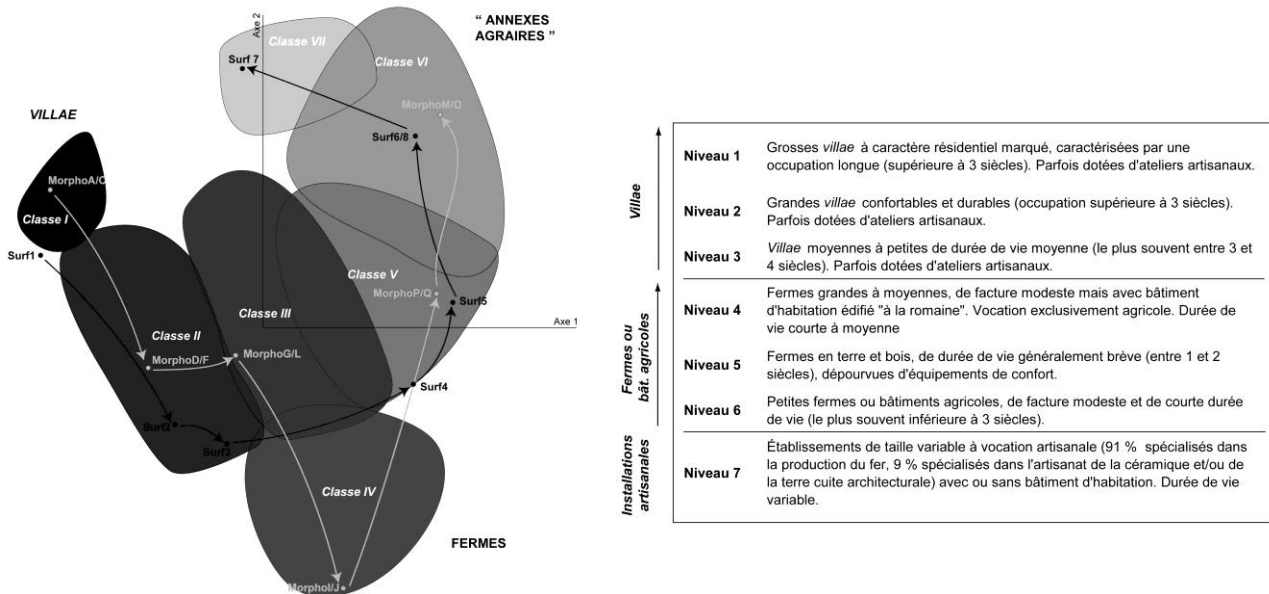 " ANNEXES
AGRAIRES "
Axe 2
Classe VII
Surf 7
Classe VI
MorphoM/O
VILLAE
Surf6/8
MorphoA/C
Classe I
Surf1
Classe V
MorphoP/Q
Surf5
Classe III
Axe 1
Classe II
MorphoD/F
MorphoG/L
Surf4
Surf2
Surf3
Classe IV
FERMES
MorphoI/J
Villae
Niveau 1
Grosses villae à caractère résidentiel marqué, caractérisées par une
occupation longue (supérieure à 3 siècles). Parfois dotées d'ateliers artisanaux.
Niveau 2
Grandes villae confortables et durables (occupation supérieure à 3 siècles).
Parfois dotées d'ateliers artisanaux.
Niveau 3
Villae moyennes à petites de durée de vie moyenne (le plus souvent entre 3 et
4 siècles). Parfois dotées d'ateliers artisanaux.
Fermes ou
bât. agricoles
Niveau 4
Fermes grandes à moyennes, de facture modeste mais avec bâtiment
d'habitation édifié "à la romaine". Vocation exclusivement agricole. Durée de
vie courte à moyenne
Niveau 5
Fermes en terre et bois, de durée de vie généralement brève (entre 1 et 2
siècles), dépourvues d'équipements de confort.
Niveau 6
Petites fermes ou bâtiments agricoles, de facture modeste et de courte durée
de vie (le plus souvent inférieure à 3 siècles).
Installations
artisanales
Niveau 7
Établissements de taille variable à vocation artisanale (91 % spécialisés dans
la production du fer, 9 % spécialisés dans l'artisanat de la céramique et/ou de
la terre cuite architecturale) avec ou sans bâtiment d'habitation. Durée de vie
variable.